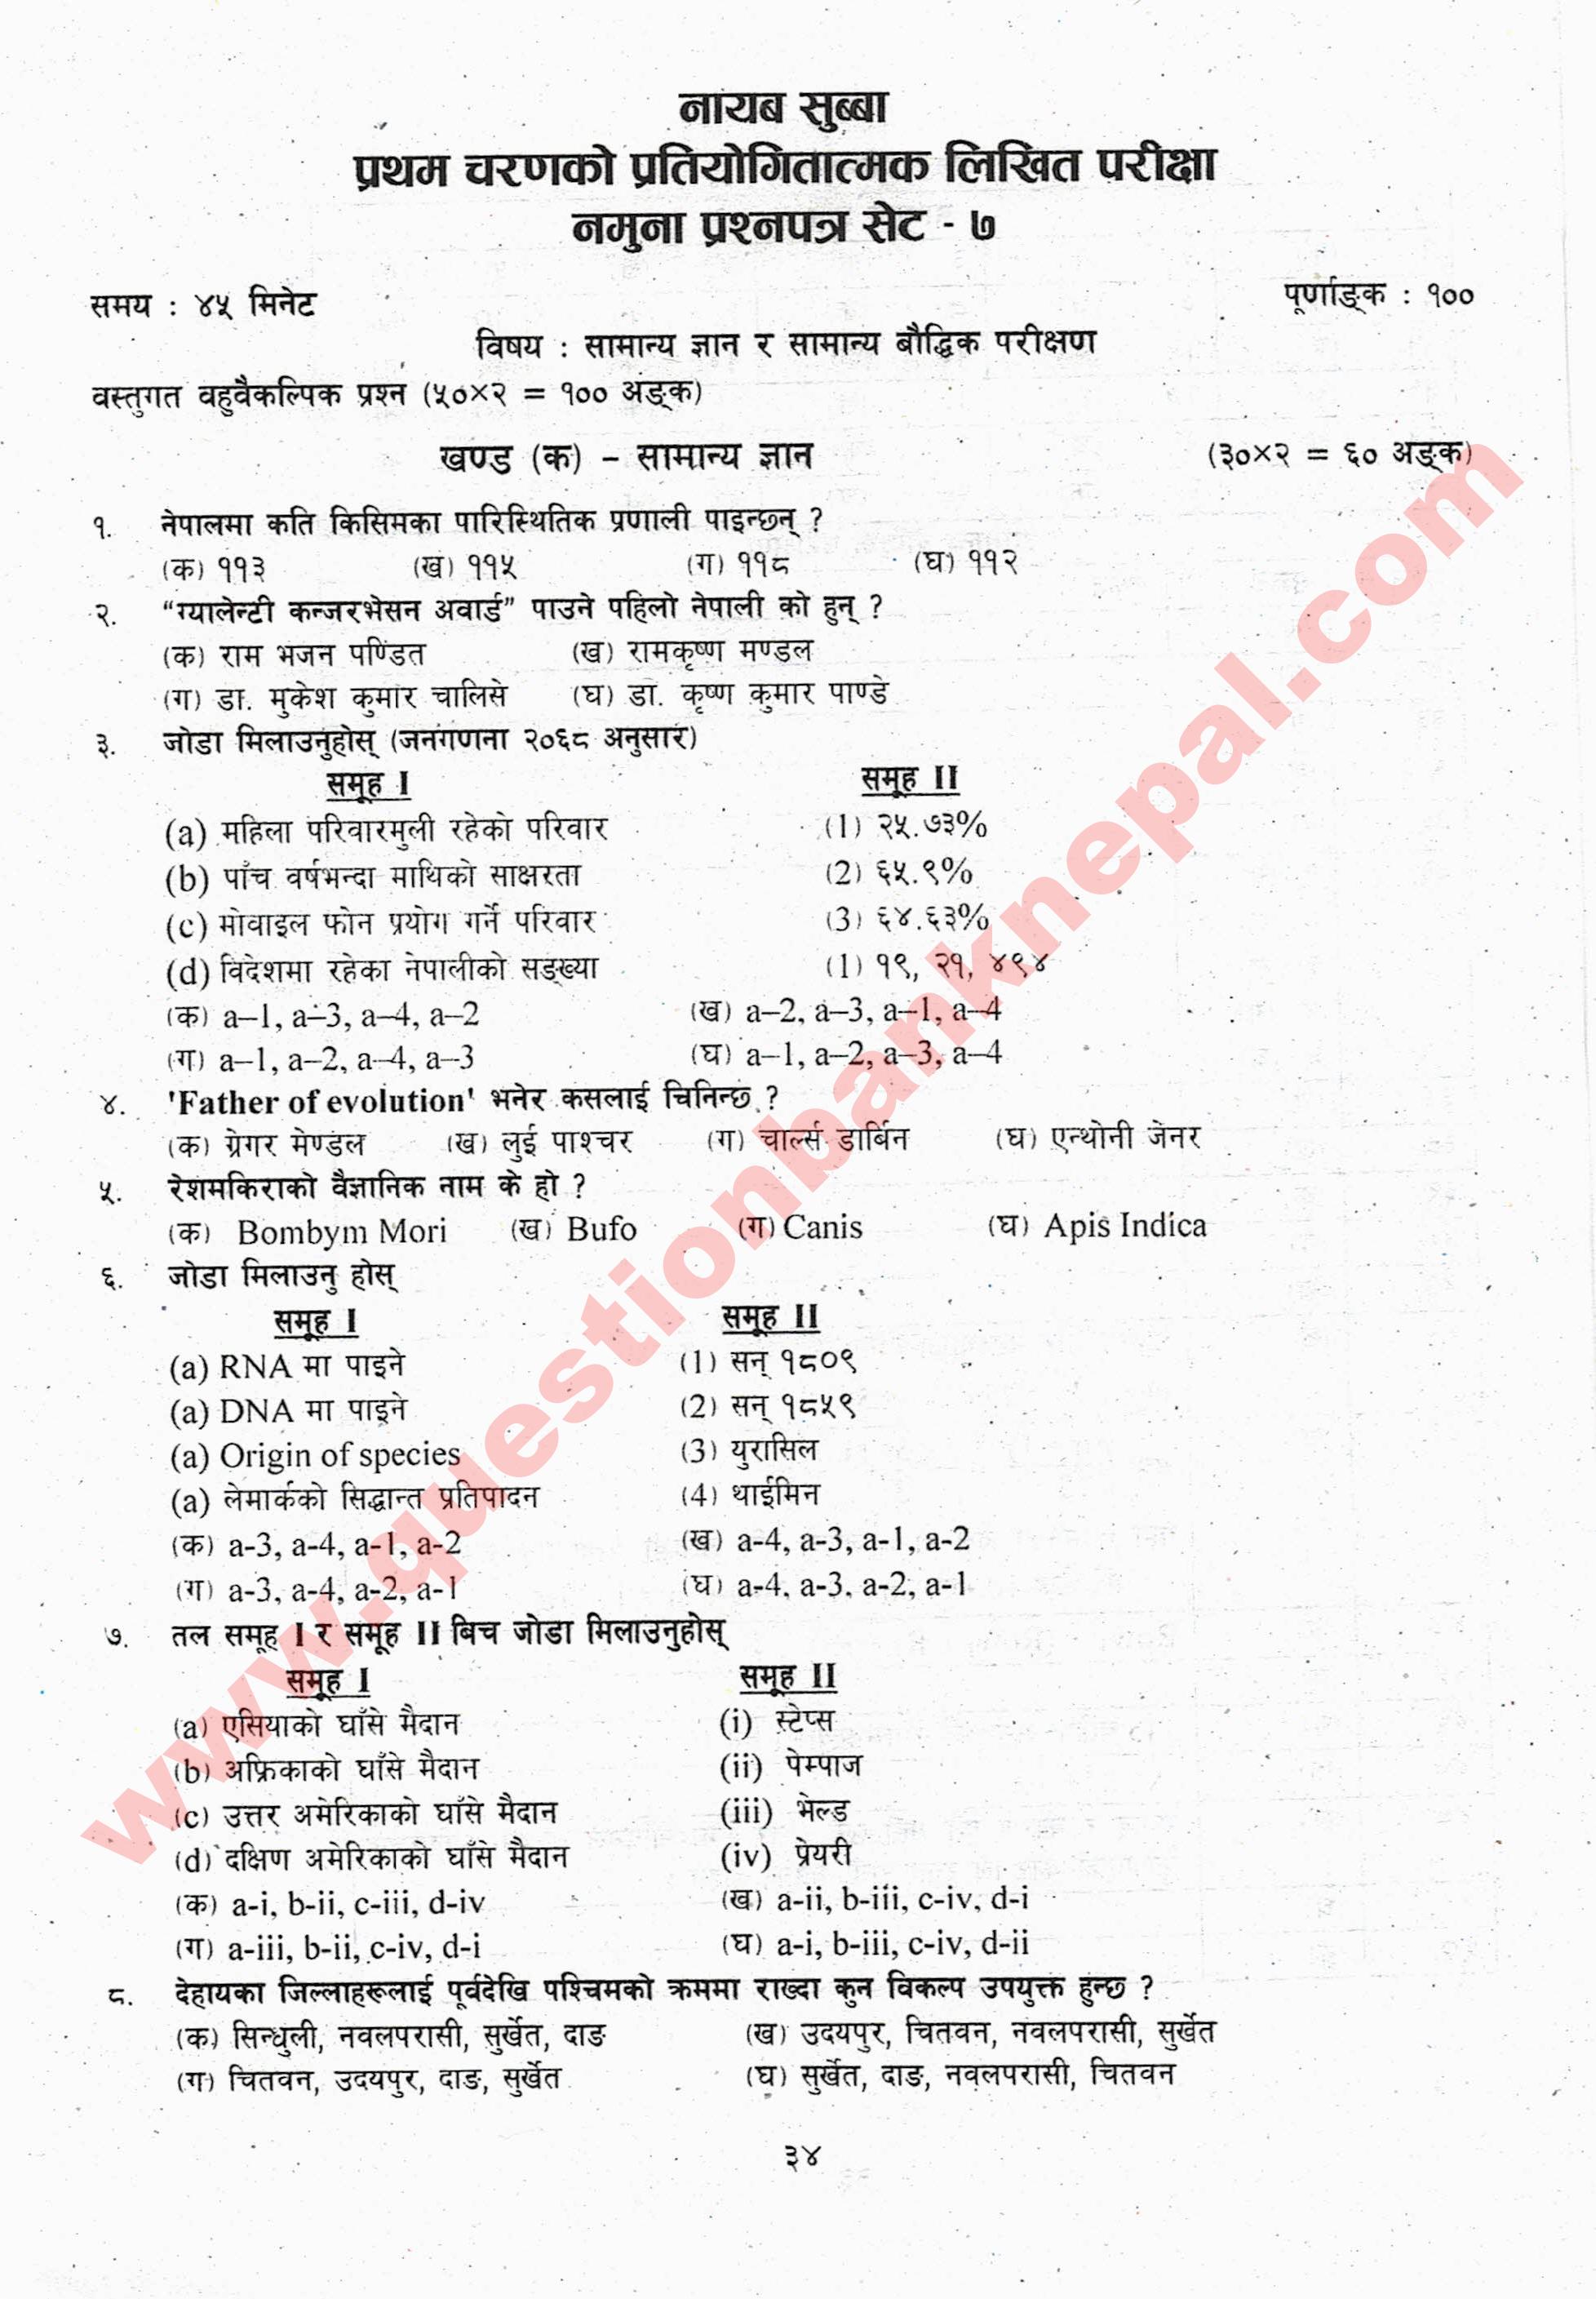 नायब सुब्बा
प्रथम चरणको प्रतियोगितात्मक लिखित परीक्षा
नमुना प्रश्नपत्र सेट - ७
समय : ४५ मिनेट पूर्णाङ्क : १००
विषय : सामान्य ज्ञान र सामान्य बौद्धिक परीक्षण
वस्तुगत वहुवैकल्पिक प्रश्न (५०×२ = १०० अङ्क)
खण्ड (क) – सामान्य ज्ञान (३०×२ = ६० अङ्क)
१. नेपालमा कति किसिमका पारिस्थितिक प्रणाली पाइन्छन् ?
(क) ११३ (ख) ११५ (ग) ११८ (घ) ११२
२. “ग्यालेन्टी कन्जरभेसन अवार्ड” पाउने पहिलो नेपाली को हुन् ?
(क) राम भजन पण्डित (ख) रामकृष्ण मण्डल
(ग) डा. मुकेश कुमार चालिसे (घ) डा. कृष्ण कुमार पाण्डे
३. जोडा मिलाउनुहोस् (जनगणना २०६८ अनुसार)
समूह I समूह II
(a) महिला परिवारमुली रहेको परिवार (1) २५.७३%
(b) पाँच वर्षभन्दा माथिको साक्षरता (2) ६५.९%
(c) मोवाइल फोन प्रयोग गर्ने परिवार (3) ६४.६३%
(d) विदेशमा रहेका नेपालीको सङ्ख्या (1) १९, २१, ४९४
(क) a–1, a–3, a–4, a–2 (ख) a–2, a–3, a–1, a–4
(ग) a–1, a–2, a–4, a–3 (घ) a–1, a–2, a–3, a–4
४. 'Father of evolution' भनेर कसलाई चिनिन्छ ?
(क) ग्रेगर मेण्डल (ख) लुई पाश्चर (ग) चार्ल्स डार्बिन (घ) एन्थोनी जेनर
५. रेशमकिराको वैज्ञानिक नाम के हो ?
(क) Bombym Mori (ख) Bufo (ग) Canis (घ) Apis Indica
६. जोडा मिलाउनु होस्
समूह I समूह II
(a) RNA मा पाइने (1) सन् १८०९
(a) DNA मा पाइने (2) सन् १८५९
(a) Origin of species (3) युरासिल
(a) लेमार्कको सिद्धान्त प्रतिपादन (4) थाईमिन
(क) a-3, a-4, a-1, a-2 (ख) a-4, a-3, a-1, a-2
(ग) a-3, a-4, a-2, a-1 (घ) a-4, a-3, a-2, a-1
७. तल समूह I र समूह II बिच जोडा मिलाउनुहोस्
समूह I समूह II
(a) एसियाको घाँसे मैदान (i) स्टेप्स
(b) अफ्रिकाको घाँसे मैदान (ii) पेम्पाज
(c) उत्तर अमेरिकाको घाँसे मैदान (iii) भेल्ड
(d) दक्षिण अमेरिकाको घाँसे मैदान (iv) प्रेयरी
(क) a-i, b-ii, c-iii, d-iv (ख) a-ii, b-iii, c-iv, d-i
(ग) a-iii, b-ii, c-iv, d-i (घ) a-i, b-iii, c-iv, d-ii
८. देहायका जिल्लाहरूलाई पूर्वदेखि पश्चिमको क्रममा राख्दा कुन विकल्प उपयुक्त हुन्छ ?
(क) सिन्धुली, नवलपरासी, सुर्खेत, दाङ (ख) उदयपुर, चितवन, नवलपरासी, सुर्खेत
(ग) चितवन, उदयपुर, दाङ, सुर्खेत (घ) सुर्खेत, दाङ, नवलपरासी, चितवन
३४
www.questionbanknepal.com